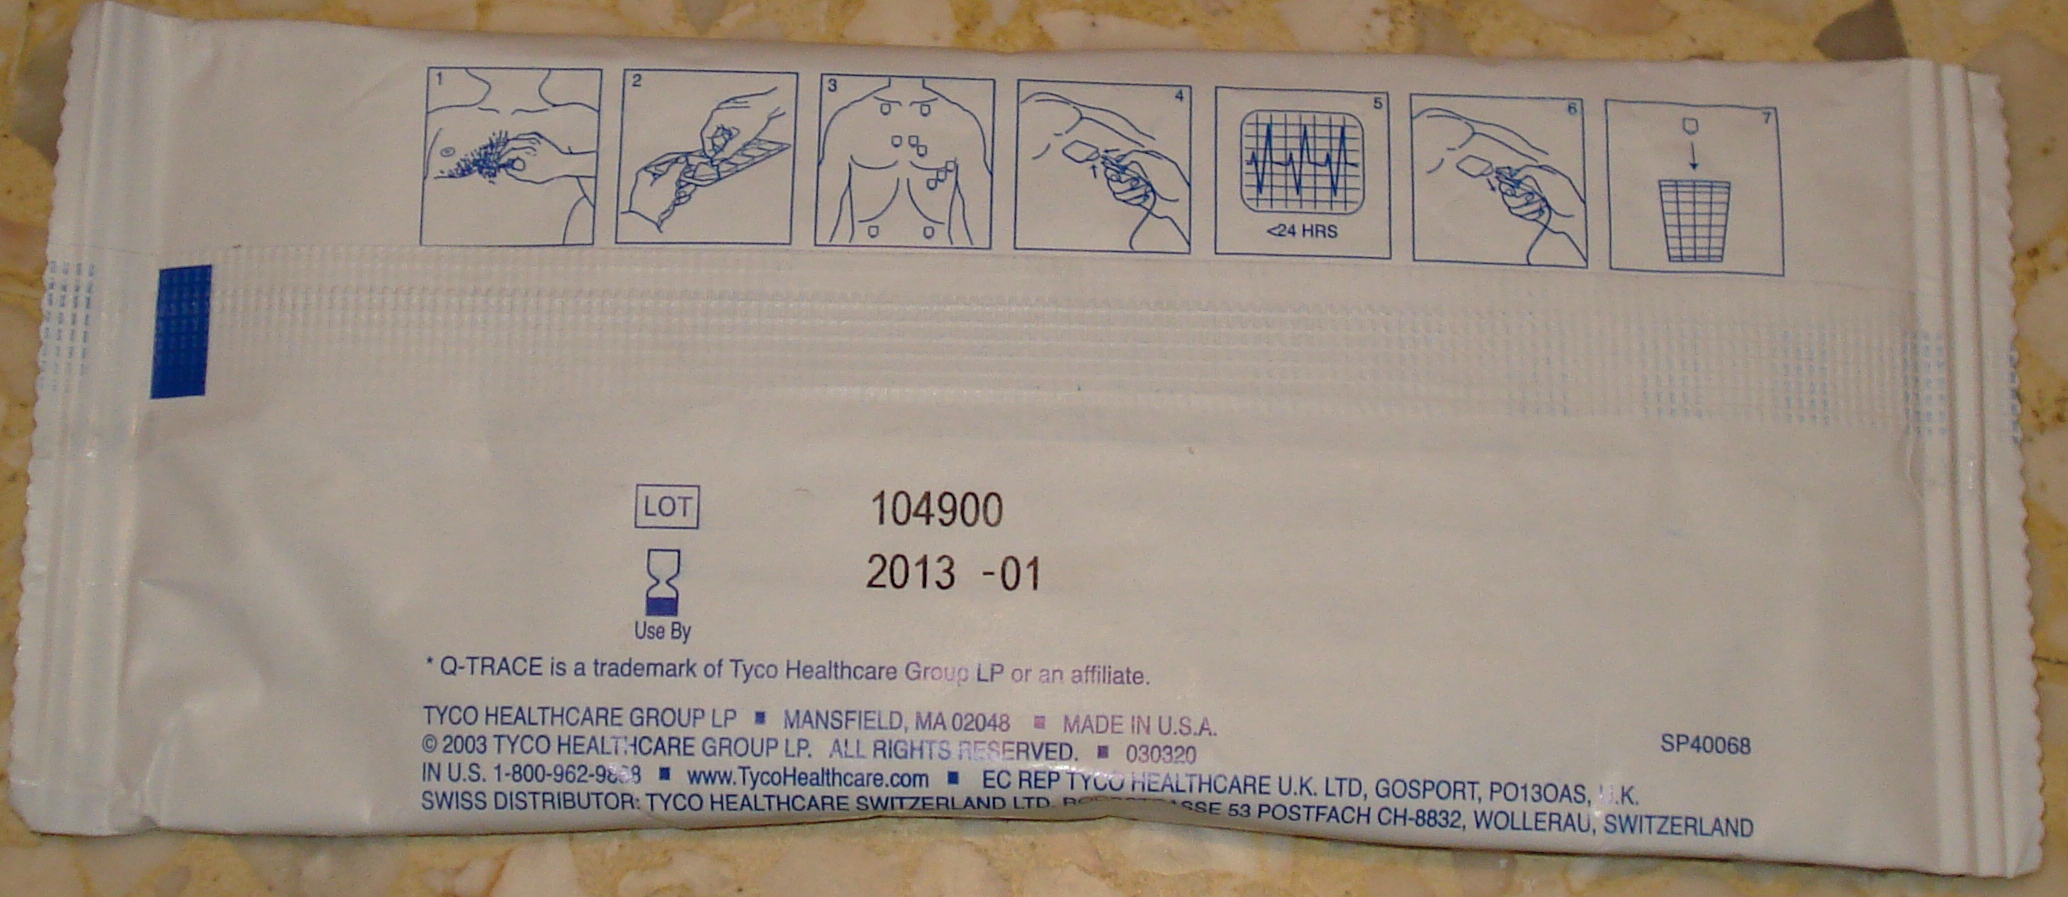 1 2 3 4 5 6 7
<24 HRS
LOT 104900
2013 -01
Use By
* Q-TRACE is a trademark of Tyco Healthcare Group LP or an affiliate.
TYCO HEALTHCARE GROUP LP ■ MANSFIELD, MA 02048 ■ MADE IN U.S.A.
© 2003 TYCO HEALTHCARE GROUP LP. ALL RIGHTS RESERVED. ■ 030320
SP40068
IN U.S. 1-800-962-9888 ■ www.TycoHealthcare.com ■ EC REP TYCO HEALTHCARE U.K. LTD, GOSPORT, PO13OAS, U.K.
SWISS DISTRIBUTOR: TYCO HEALTHCARE SWITZERLAND LTD. 53 POSTFACH CH-8832, WOLLERAU, SWITZERLAND